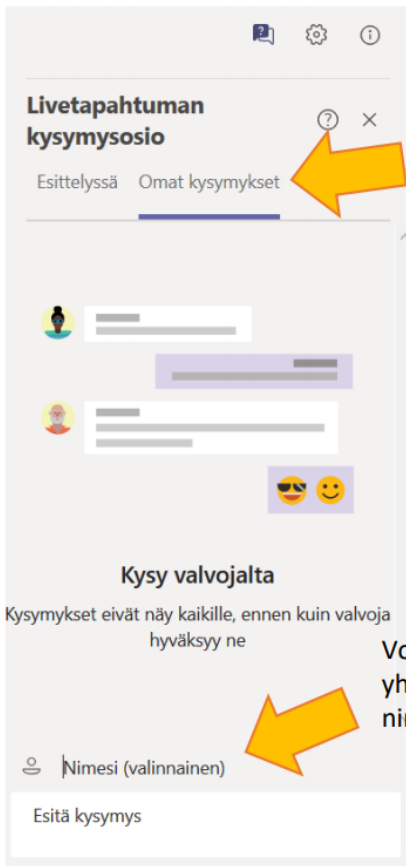 Livetapahtuman
kysymysosio
Esittelyssä Omat kysymykset
Kysy valvojalta
Kysymykset eivät näy kaikille, ennen kuin valvoja
hyväksyy ne
Nimesi (valinnainen)
Esitä kysymys